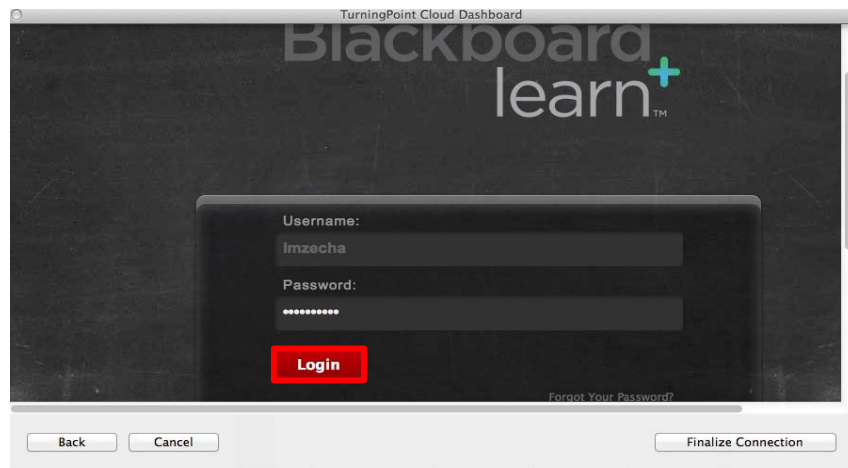 TurningPoint Cloud Dashboard
Blackboard
learn+™
Username:
lmzecha
Password:
••••••••••
Login
Forgot Your Password?
Back Cancel Finalize Connection